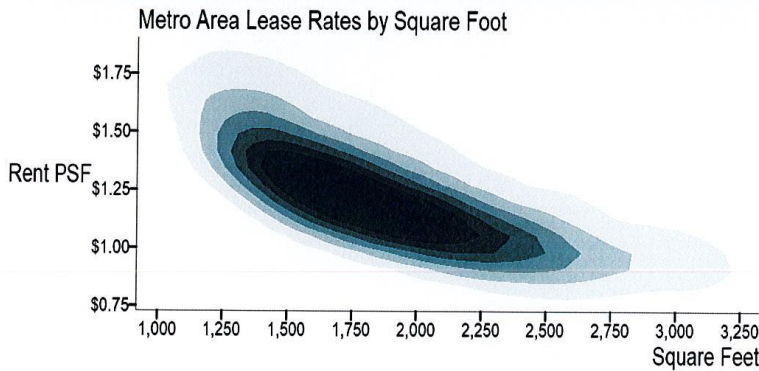 Metro Area Lease Rates by Square Foot
$1.75
$1.50
Rent PSF
$1.25
$1.00
$0.75
1,000 1,250 1,500 1,750 2,000 2,250 2,500 2,750 3,000 3,250
Square Feet